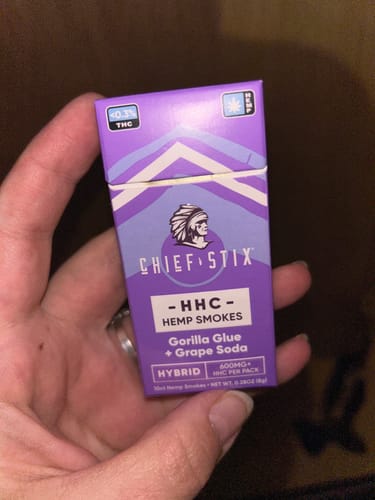 <0.3%
THC
HEMP
CHIEF STIX
-HHC-
HEMP SMOKES
Gorilla Glue
+ Grape Soda
HYBRID
600MG+
HHC PER PACK
10ct Hemp Smokes • NET WT. 0.28OZ (8g)